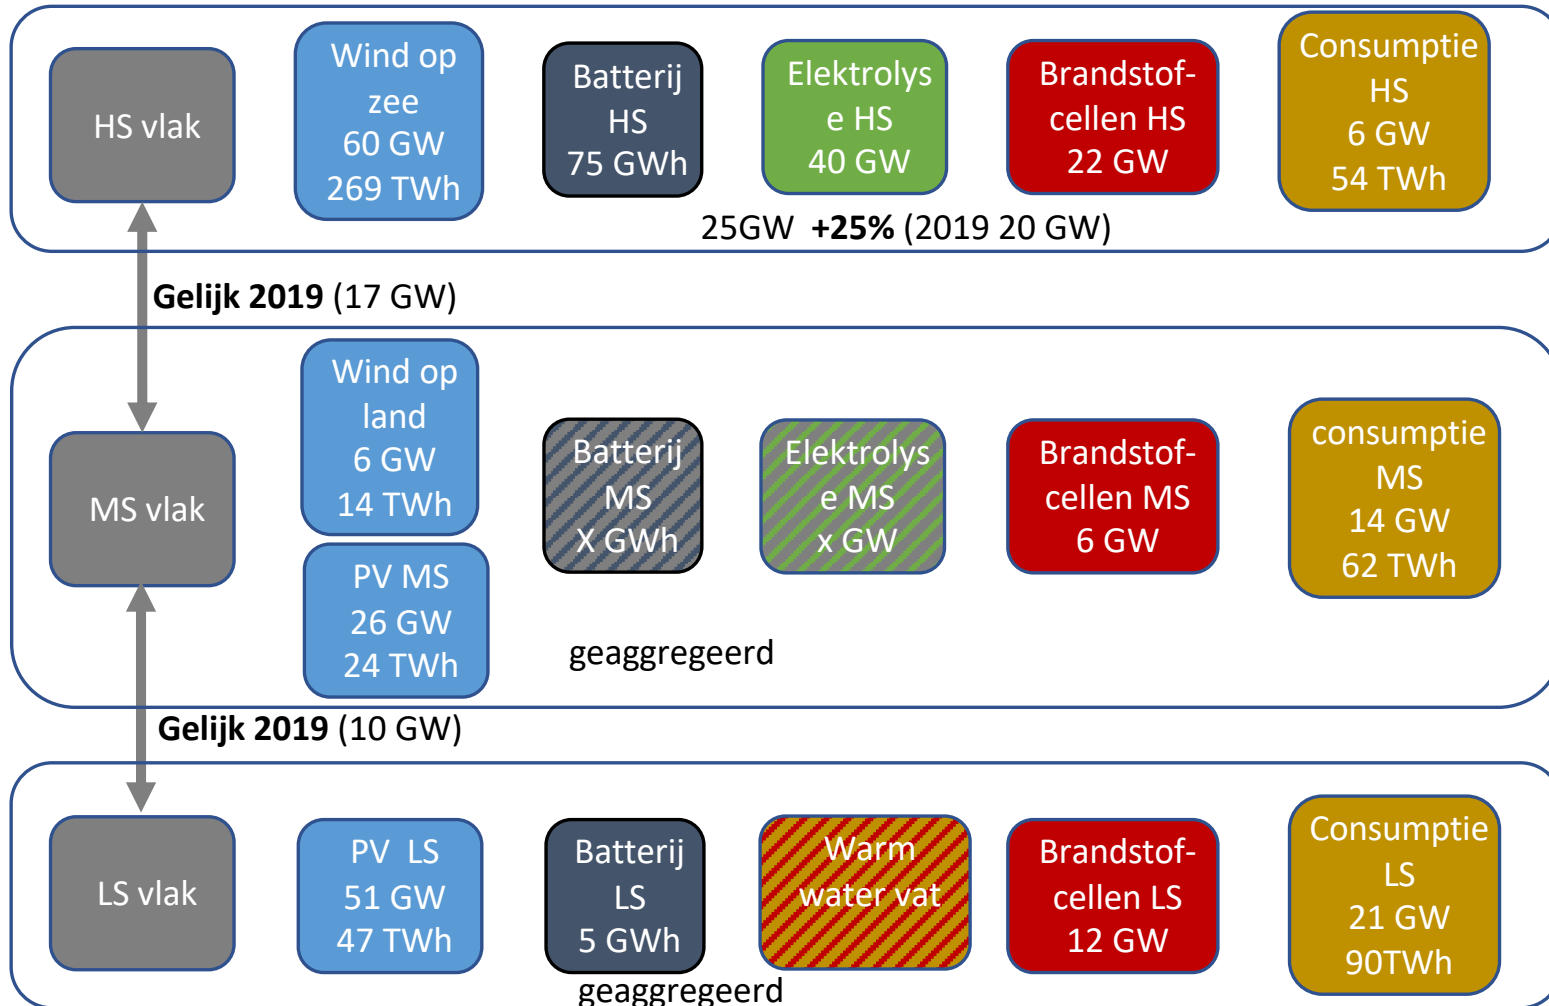 HS vlak
Wind op
zee
60 GW
269 TWh
Batterij
HS
75 GWh
Elektrolys
e HS
40 GW
Brandstof-
cellen HS
22 GW
Consumptie
HS
6 GW
54 TWh
25GW +25% (2019 20 GW)
Gelijk 2019 (17 GW)
MS vlak
Wind op
land
6 GW
14 TWh
PV MS
26 GW
24 TWh
Batterij
MS
X GWh
Elektrolys
e MS
x GW
Brandstof-
cellen MS
6 GW
consumptie
MS
14 GW
62 TWh
geaggregeerd
Gelijk 2019 (10 GW)
LS vlak
PV LS
51 GW
47 TWh
Batterij
LS
5 GWh
Warm
water vat
Brandstof-
cellen LS
12 GW
Consumptie
LS
21 GW
90TWh
geaggregeerd